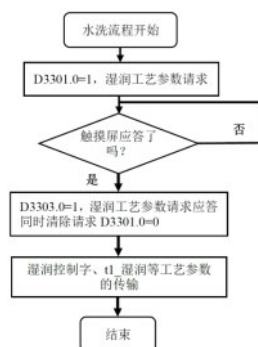 水洗流程开始
D3301.0=1，湿润工艺参数请求
触摸屏应答了
吗？
否
是
D3303.0=1，湿润工艺参数请求应答
同时清除请求 D3301.0=0
湿润控制字、t1_湿润等工艺参数
的传输
结束